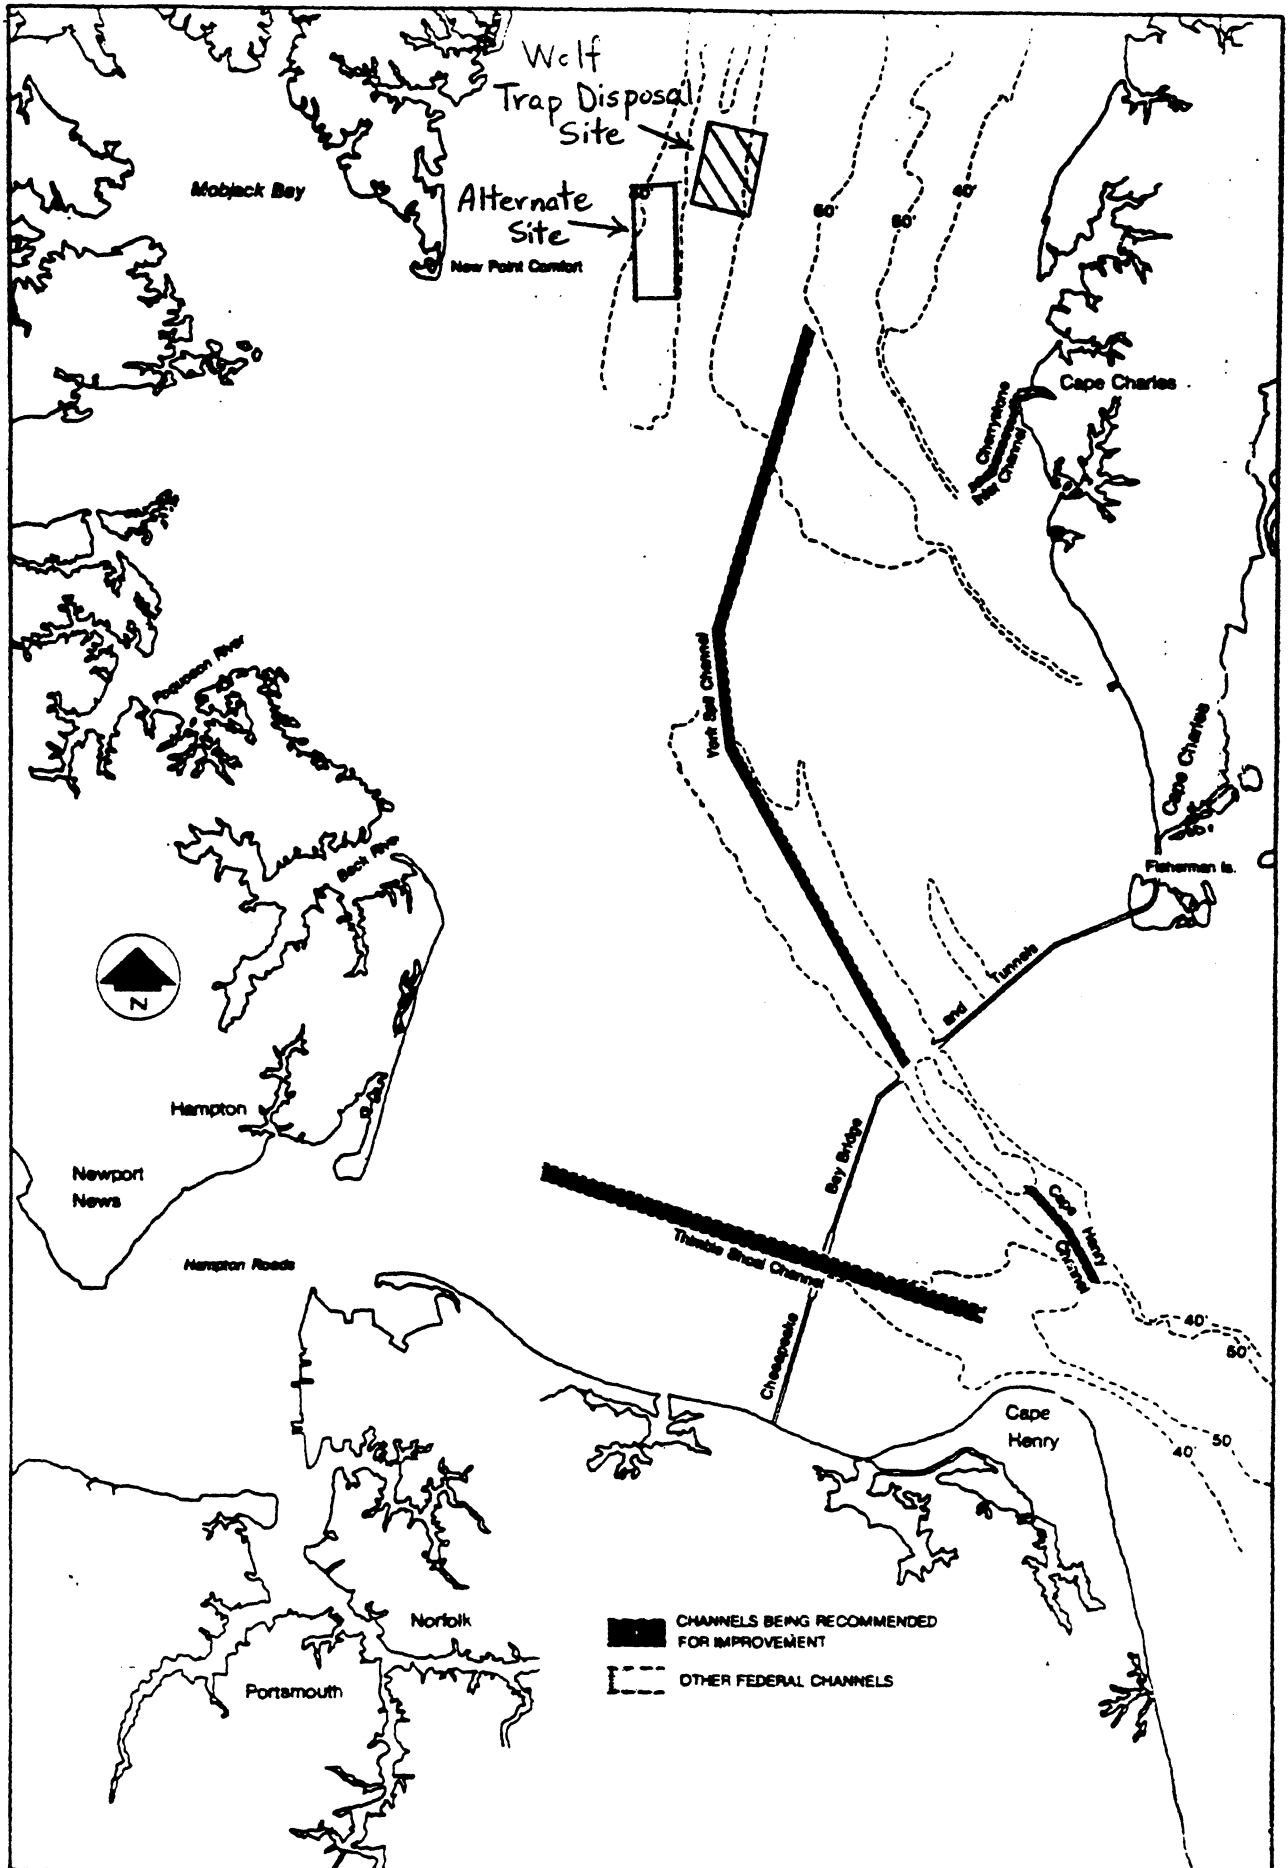 Wolf
Trap Disposal
Site
Mobjack Bay
Alternate
Site
50'
40'
50'
New Point Comfort
Cape Charles
Cherrystone
Inlet Channel
Poquoson River
York Spit Channel
Cape Charles
Back River
Fisherman Is.
and Tunnels
N
Hampton
Bay Bridge
Newport
News
Cape Henry
Channel
Thimble Shoal Channel
Hampton Roads
40'
50'
Chesapeake
Cape
Henry
50
40'
Norfolk
CHANNELS BEING RECOMMENDED
FOR IMPROVEMENT
OTHER FEDERAL CHANNELS
Portsmouth